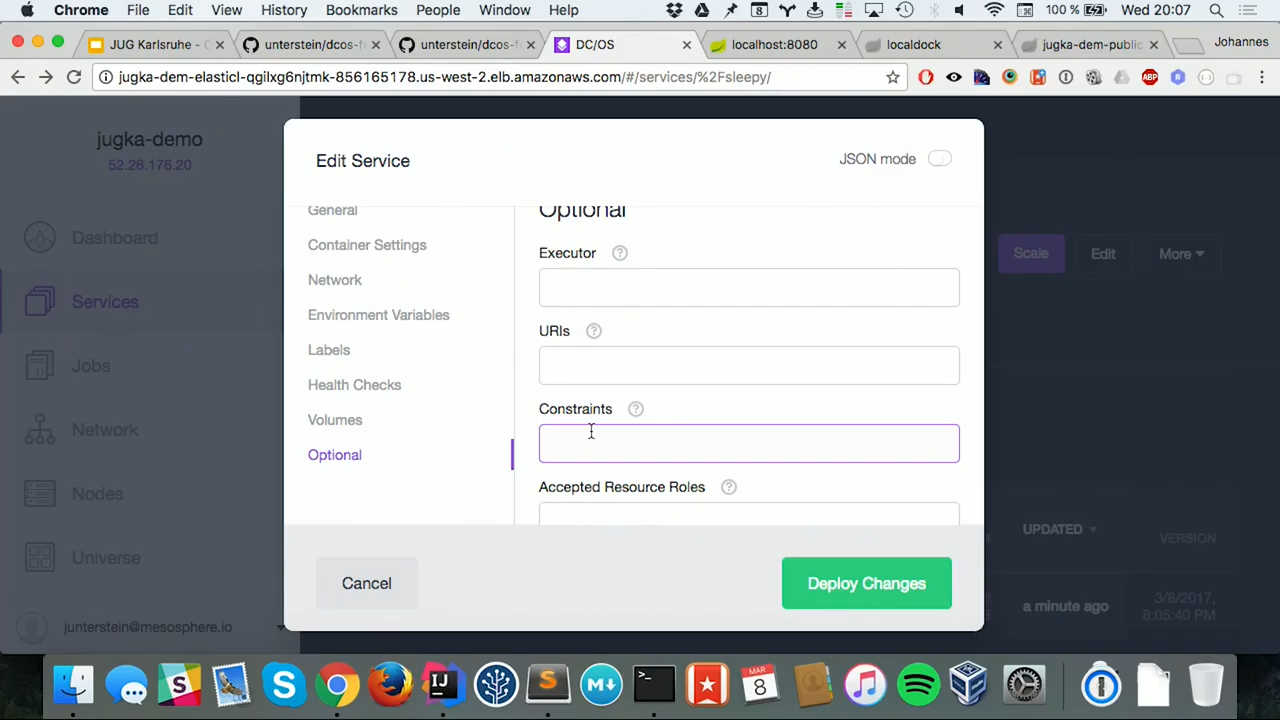 Chrome File Edit View History Bookmarks People Window Help 100 % Wed 20:07
JUG Karlsruhe - C unterstein/dcos-c unterstein/dcos-r DC/OS localhost:8080 localdock jugka-dem-public Johannes
jugka-dem-elasticl-qgilxg6njtnk-856165178.us-west-2.elb.amazonaws.com/#/services/%2Fsleepy/
jugka-demo
52.26.176.20
Dashboard
Services
Jobs
Network
Nodes
Universe
junterstein@mesosphere.io
Edit Service
JSON mode
General
Container Settings
Network
Environment Variables
Labels
Health Checks
Volumes
Optional
Optional
Executor
URIs
Constraints
Accepted Resource Roles
Cancel
Deploy Changes
Scale
Edit
More
UPDATED
VERSION
a minute ago
3/8/2017,
8:05:40 PM
MAR
8